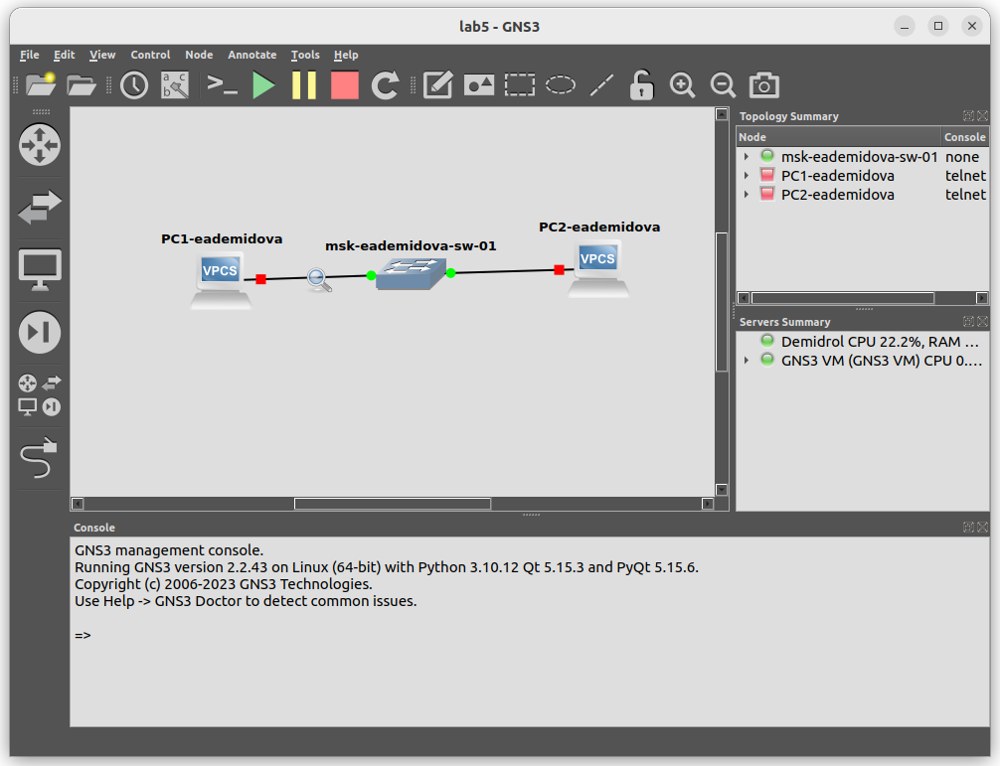 lab5 - GNS3
File Edit View Control Node Annotate Tools Help
a c
b
Topology Summary
Node Console
msk-eademidova-sw-01 none
PC1-eademidova telnet
PC2-eademidova telnet
PC2-eademidova
PC1-eademidova
msk-eademidova-sw-01
VPCS
VPCS
Servers Summary
Demidrol CPU 22.2%, RAM ...
GNS3 VM (GNS3 VM) CPU 0....
Console
GNS3 management console.
Running GNS3 version 2.2.43 on Linux (64-bit) with Python 3.10.12 Qt 5.15.3 and PyQt 5.15.6.
Copyright (c) 2006-2023 GNS3 Technologies.
Use Help -> GNS3 Doctor to detect common issues.
=>